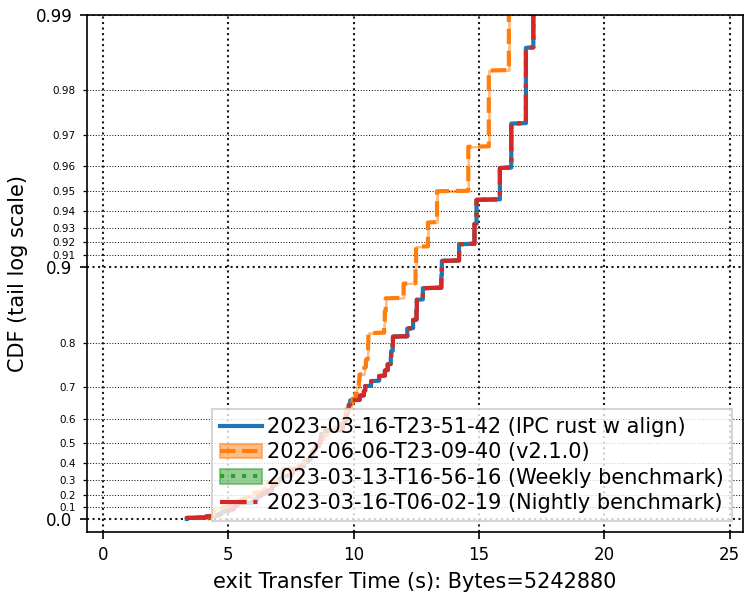 0.99
0.98
0.97
0.96
0.95
0.94
0.93
0.92
0.91
0.9
0.8
0.7
0.6
0.5
0.4
0.3
0.2
0.1
0.0
CDF (tail log scale)
2023-03-16-T23-51-42 (IPC rust w align)
2022-06-06-T23-09-40 (v2.1.0)
2023-03-13-T16-56-16 (Weekly benchmark)
2023-03-16-T06-02-19 (Nightly benchmark)
0 5 10 15 20 25
exit Transfer Time (s): Bytes=5242880